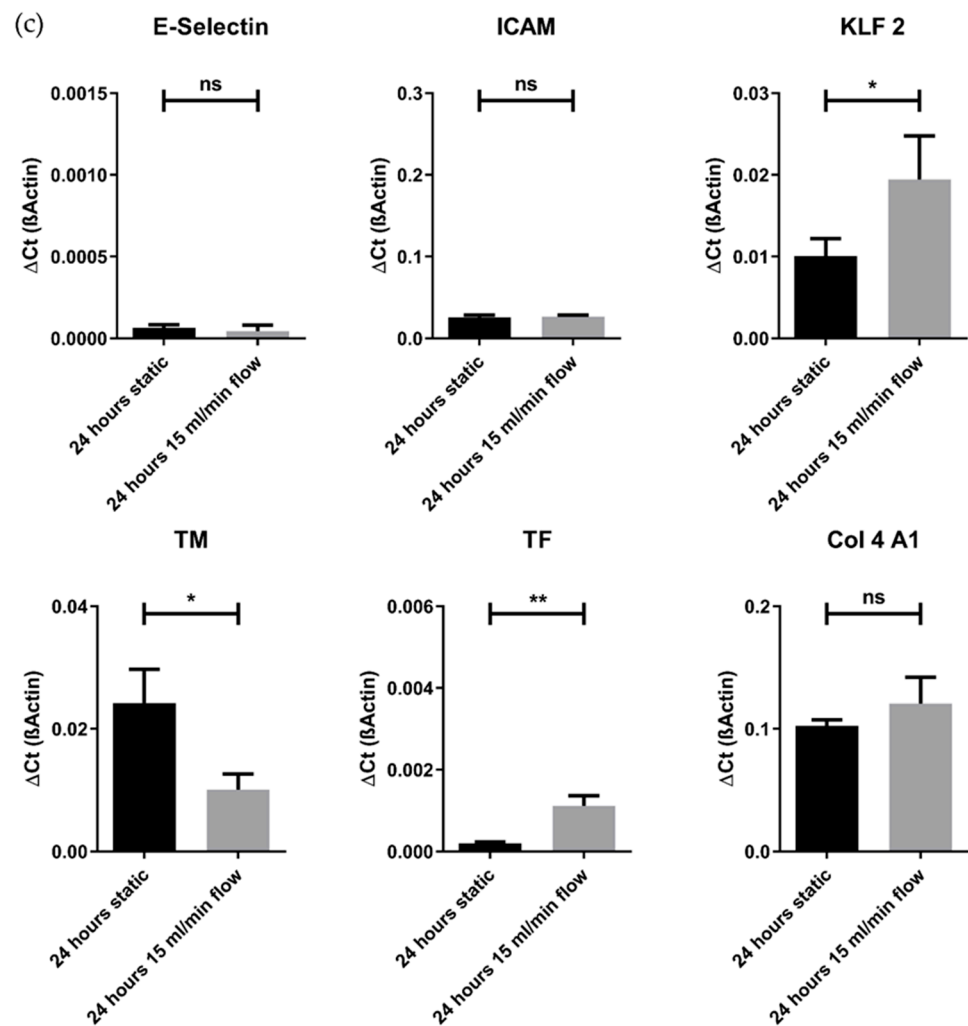 (c)
E-Selectin
ns
0.0015
0.0010
0.0005
0.0000
ΔCt (ßActin)
24 hours static
24 hours 15 ml/min flow
ICAM
ns
0.3
0.2
0.1
0.0
ΔCt (ßActin)
24 hours static
24 hours 15 ml/min flow
KLF 2
*
0.03
0.02
0.01
0.00
ΔCt (ßActin)
24 hours static
24 hours 15 ml/min flow
TM
*
0.04
0.02
0.00
ΔCt (ßActin)
24 hours static
24 hours 15 ml/min flow
TF
**
0.006
0.004
0.002
0.000
ΔCt (ßActin)
24 hours static
24 hours 15 ml/min flow
Col 4 A1
ns
0.2
0.1
0.0
ΔCt (ßActin)
24 hours static
24 hours 15 ml/min flow